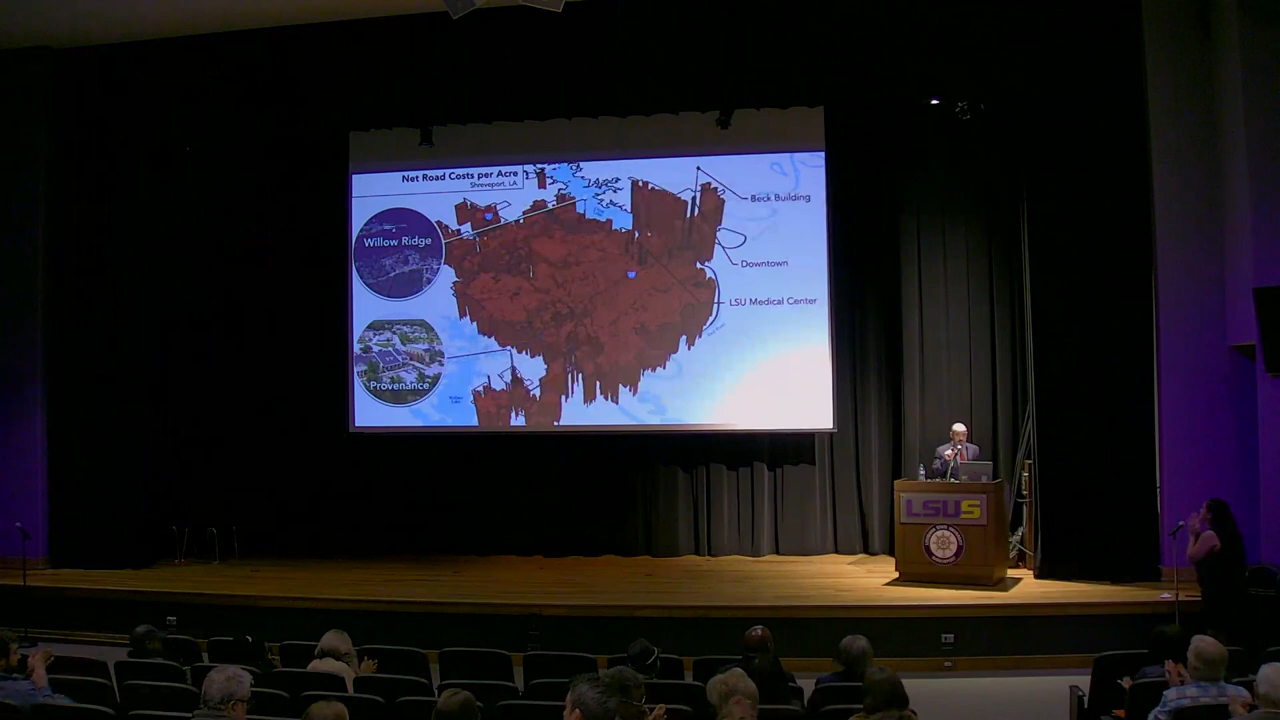 Net Road Costs per Acre
Shreveport, LA
Beck Building
Willow Ridge
Downtown
LSU Medical Center
Provenance
LSUS